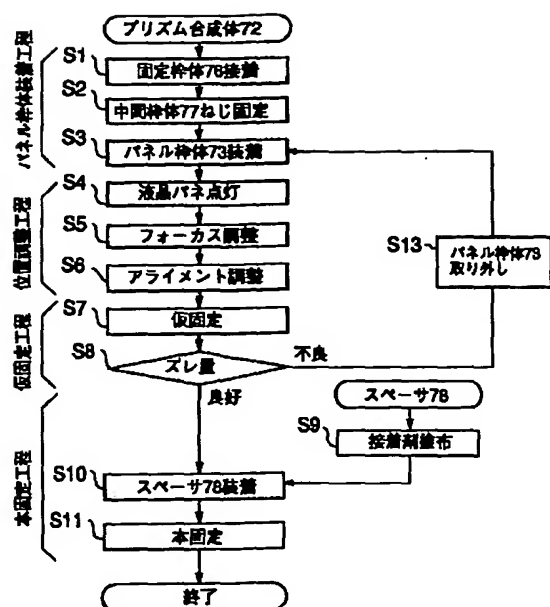 プリズム合成体72
パネル枠体装着工程
S1
固定枠体76接着
S2
中間枠体77ねじ固定
S3
パネル枠体73装着
位置調整工程
S4
液晶パネ点灯
S5
フォーカス調整
S6
アライメント調整
S13
パネル枠体73
取り外し
仮固定工程
S7
仮固定
S8
ズレ量
不良
良好
スペーサ78
S9
接着剤塗布
本固定工程
S10
スペーサ78装着
S11
本固定
終了